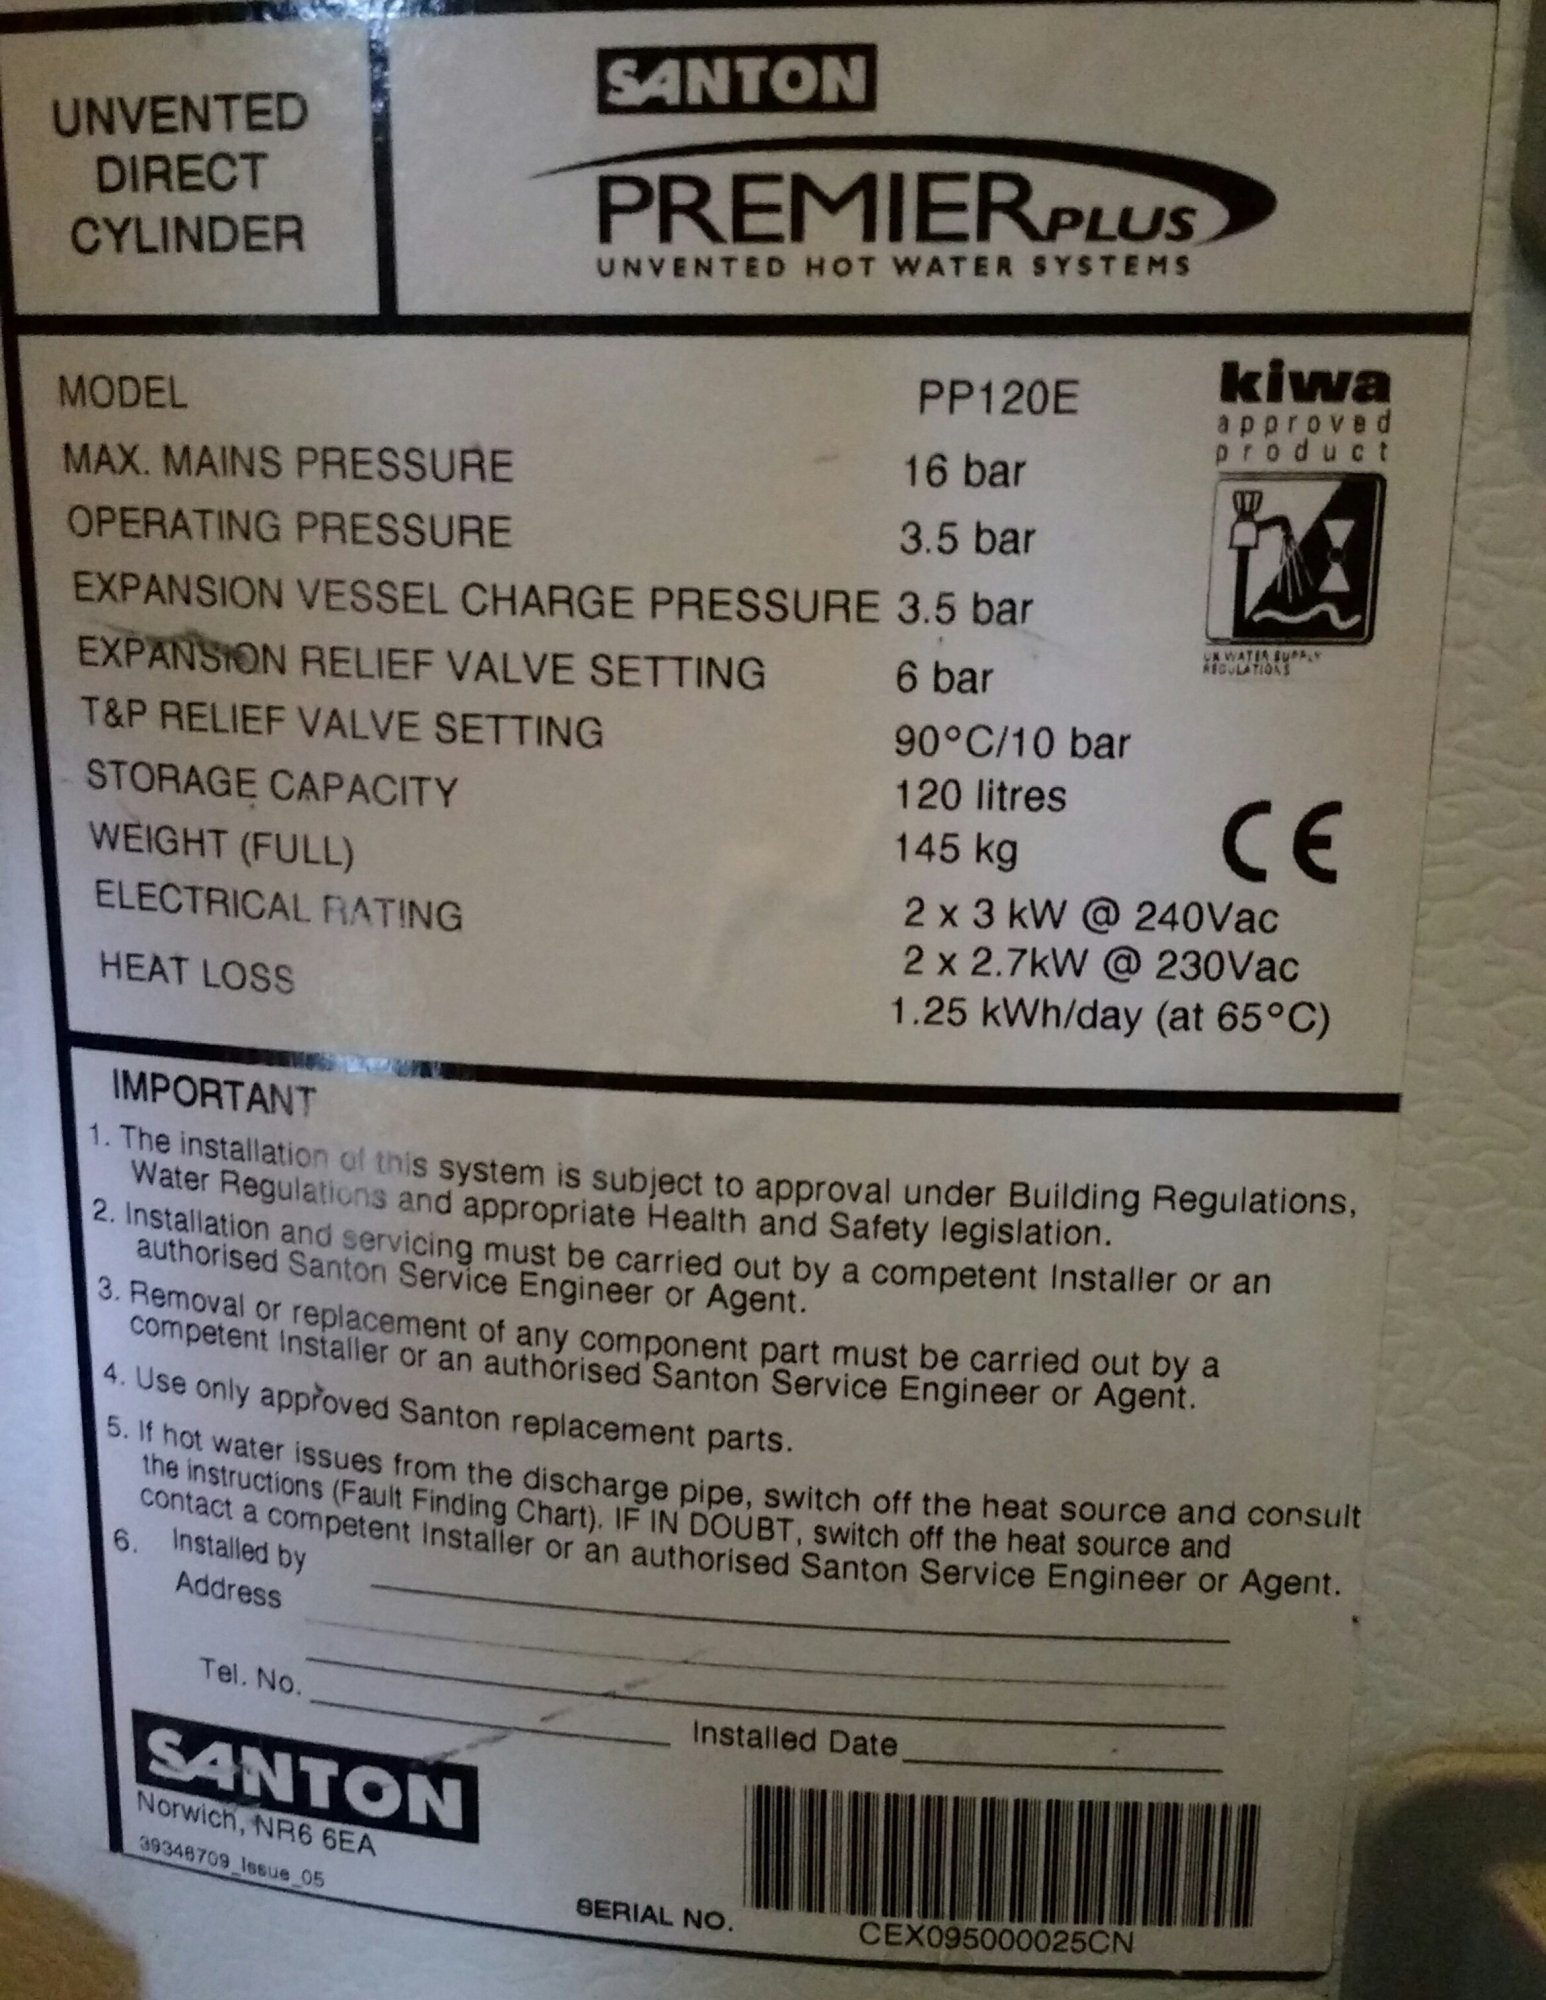 UNVENTED
DIRECT
CYLINDER
SANTON
PREMIER PLUS
UNVENTED HOT WATER SYSTEMS
MODEL PP120E
MAX. MAINS PRESSURE 16 bar
OPERATING PRESSURE 3.5 bar
EXPANSION VESSEL CHARGE PRESSURE 3.5 bar
EXPANSION RELIEF VALVE SETTING 6 bar
T&P RELIEF VALVE SETTING 90°C/10 bar
STORAGE CAPACITY 120 litres
WEIGHT (FULL) 145 kg
ELECTRICAL RATING 2 x 3 kW @ 240Vac
2 x 2.7kW @ 230Vac
HEAT LOSS 1.25 kWh/day (at 65°C)
kiwa
approved
product
UK WATER SUPPLY
REGULATIONS
CE
IMPORTANT
1. The installation of this system is subject to approval under Building Regulations,
Water Regulations and appropriate Health and Safety legislation.
2. Installation and servicing must be carried out by a competent Installer or an
authorised Santon Service Engineer or Agent.
3. Removal or replacement of any component part must be carried out by a
competent Installer or an authorised Santon Service Engineer or Agent.
4. Use only approved Santon replacement parts.
5. If hot water issues from the discharge pipe, switch off the heat source and consult
the instructions (Fault Finding Chart). IF IN DOUBT, switch off the heat source and
contact a competent Installer or an authorised Santon Service Engineer or Agent.
6. Installed by
Address
Tel. No.
Installed Date
SANTON
Norwich, NR6 6EA
39346709_Issue_05
SERIAL NO.
CEX095000025CN